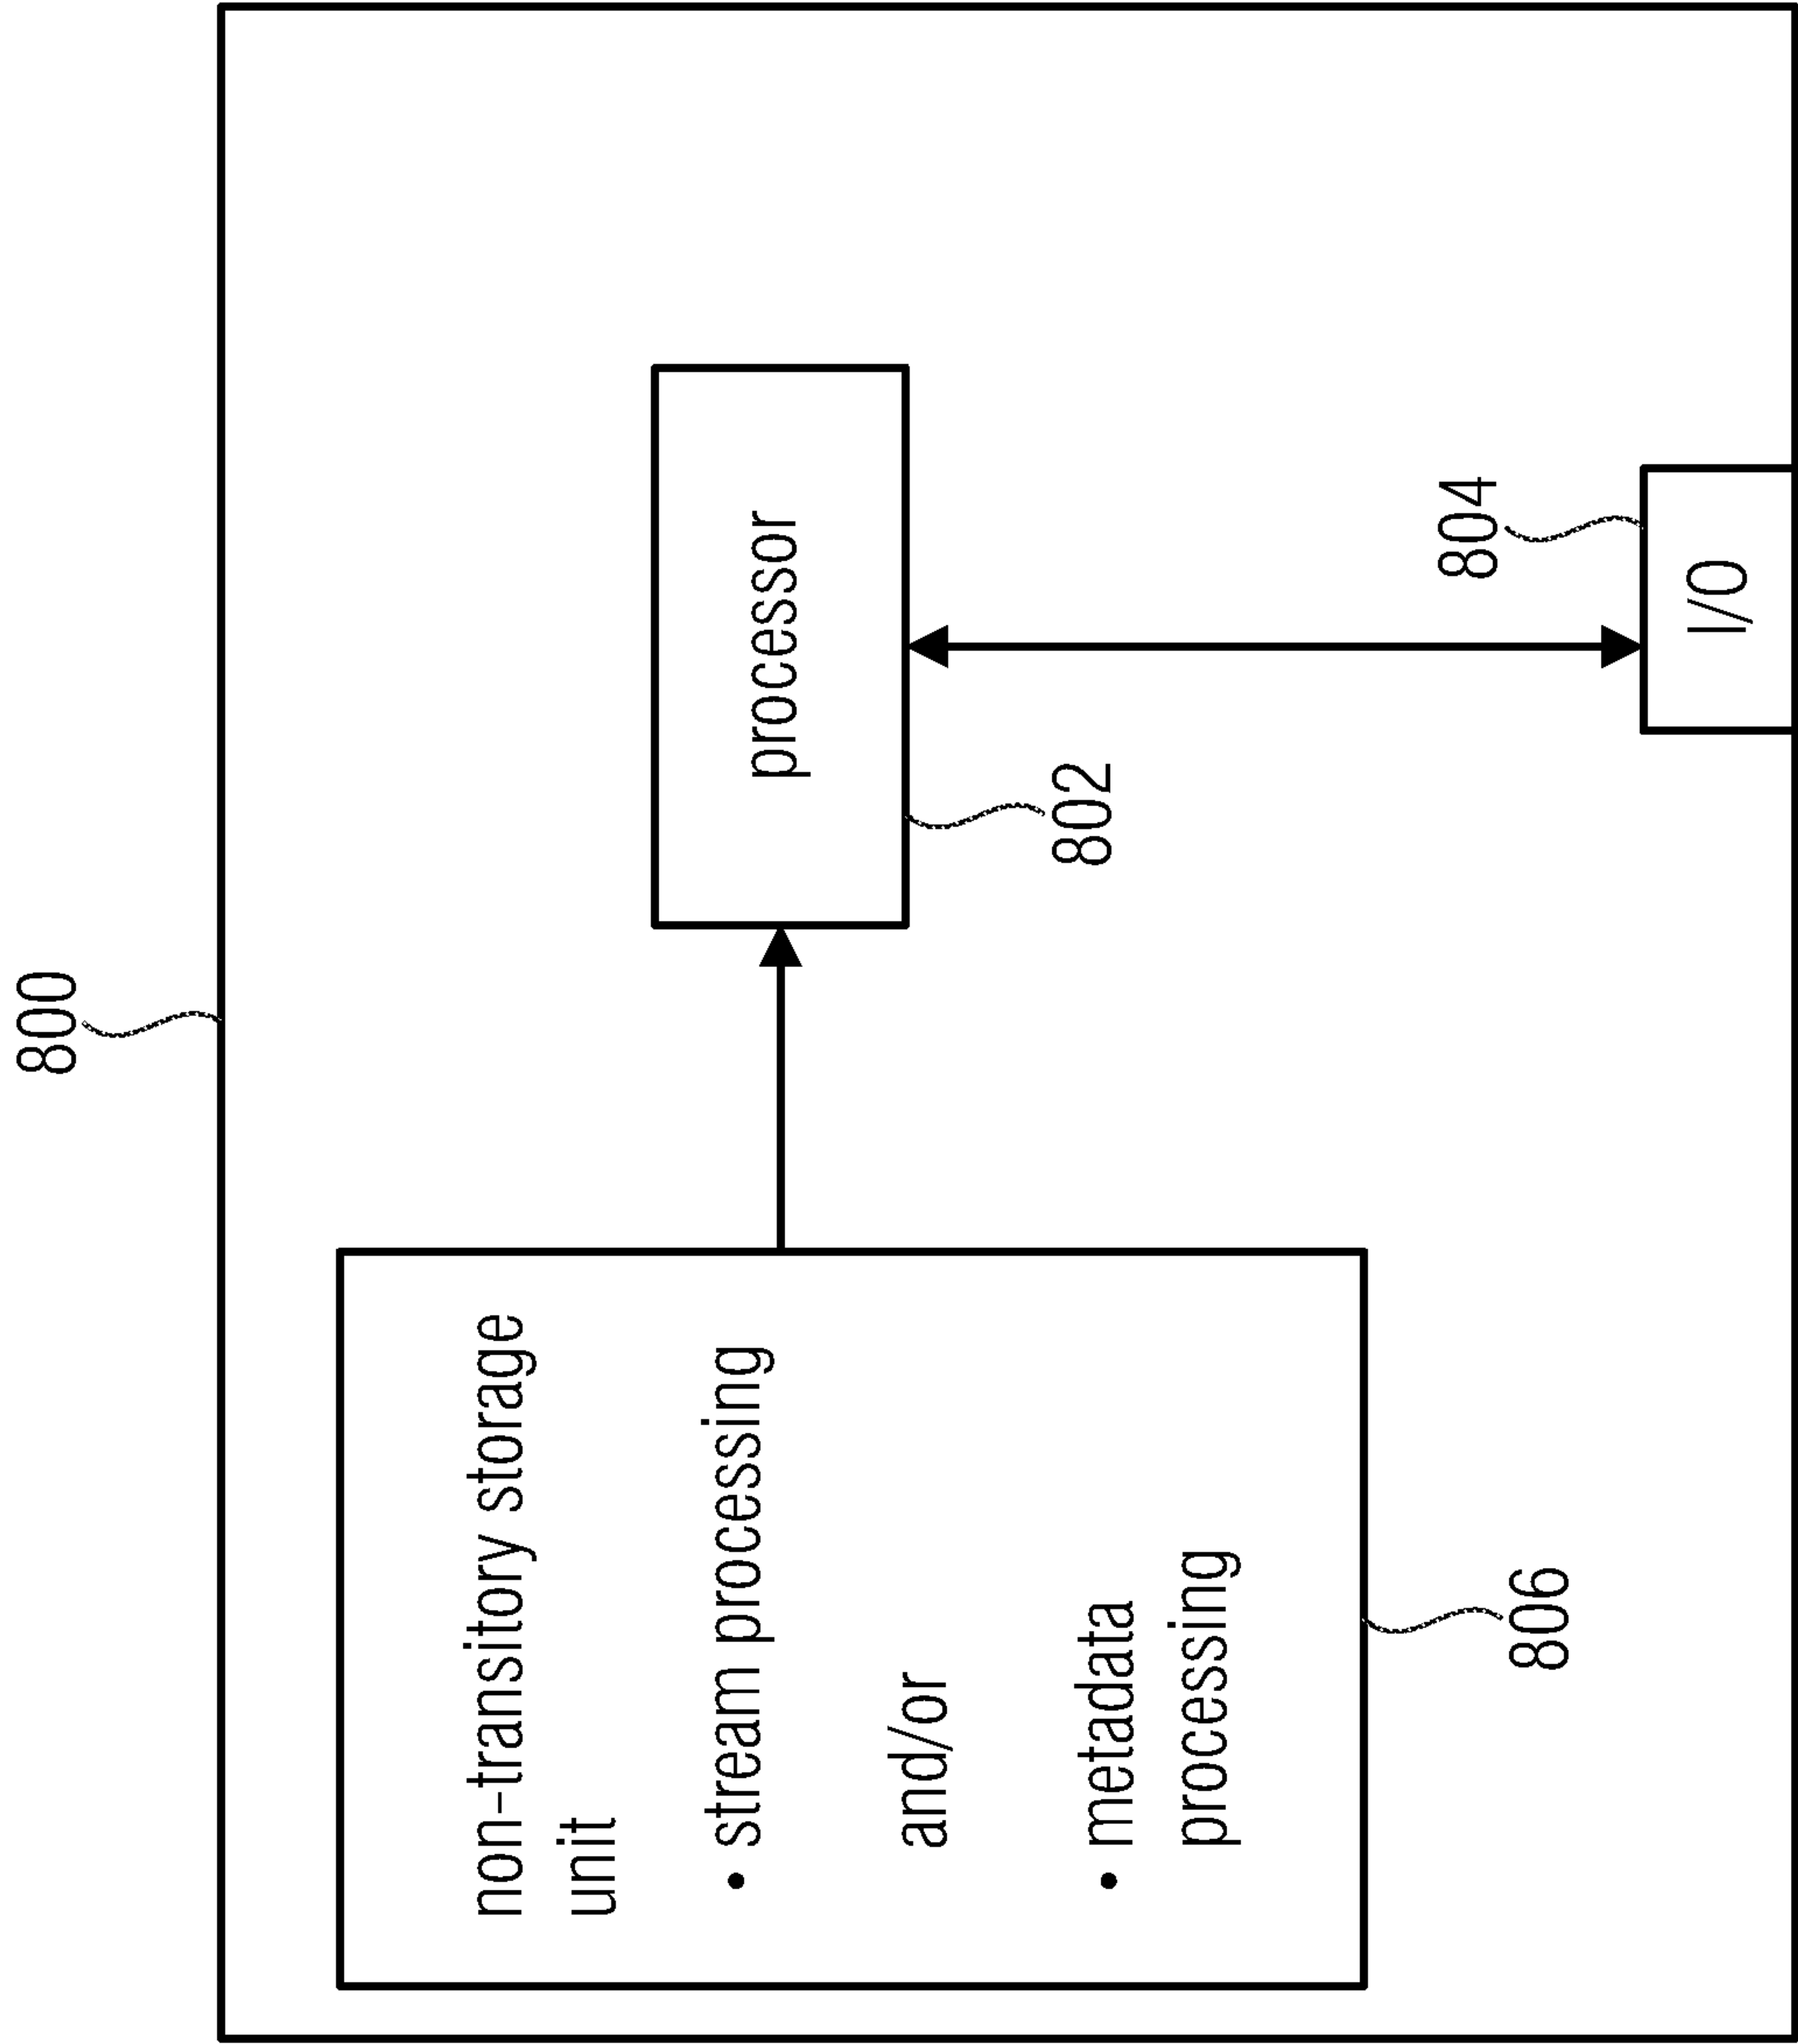 800
non-transitory storage
unit
• stream processing
and/or
• metadata
processing
806
processor
802
804
I/O